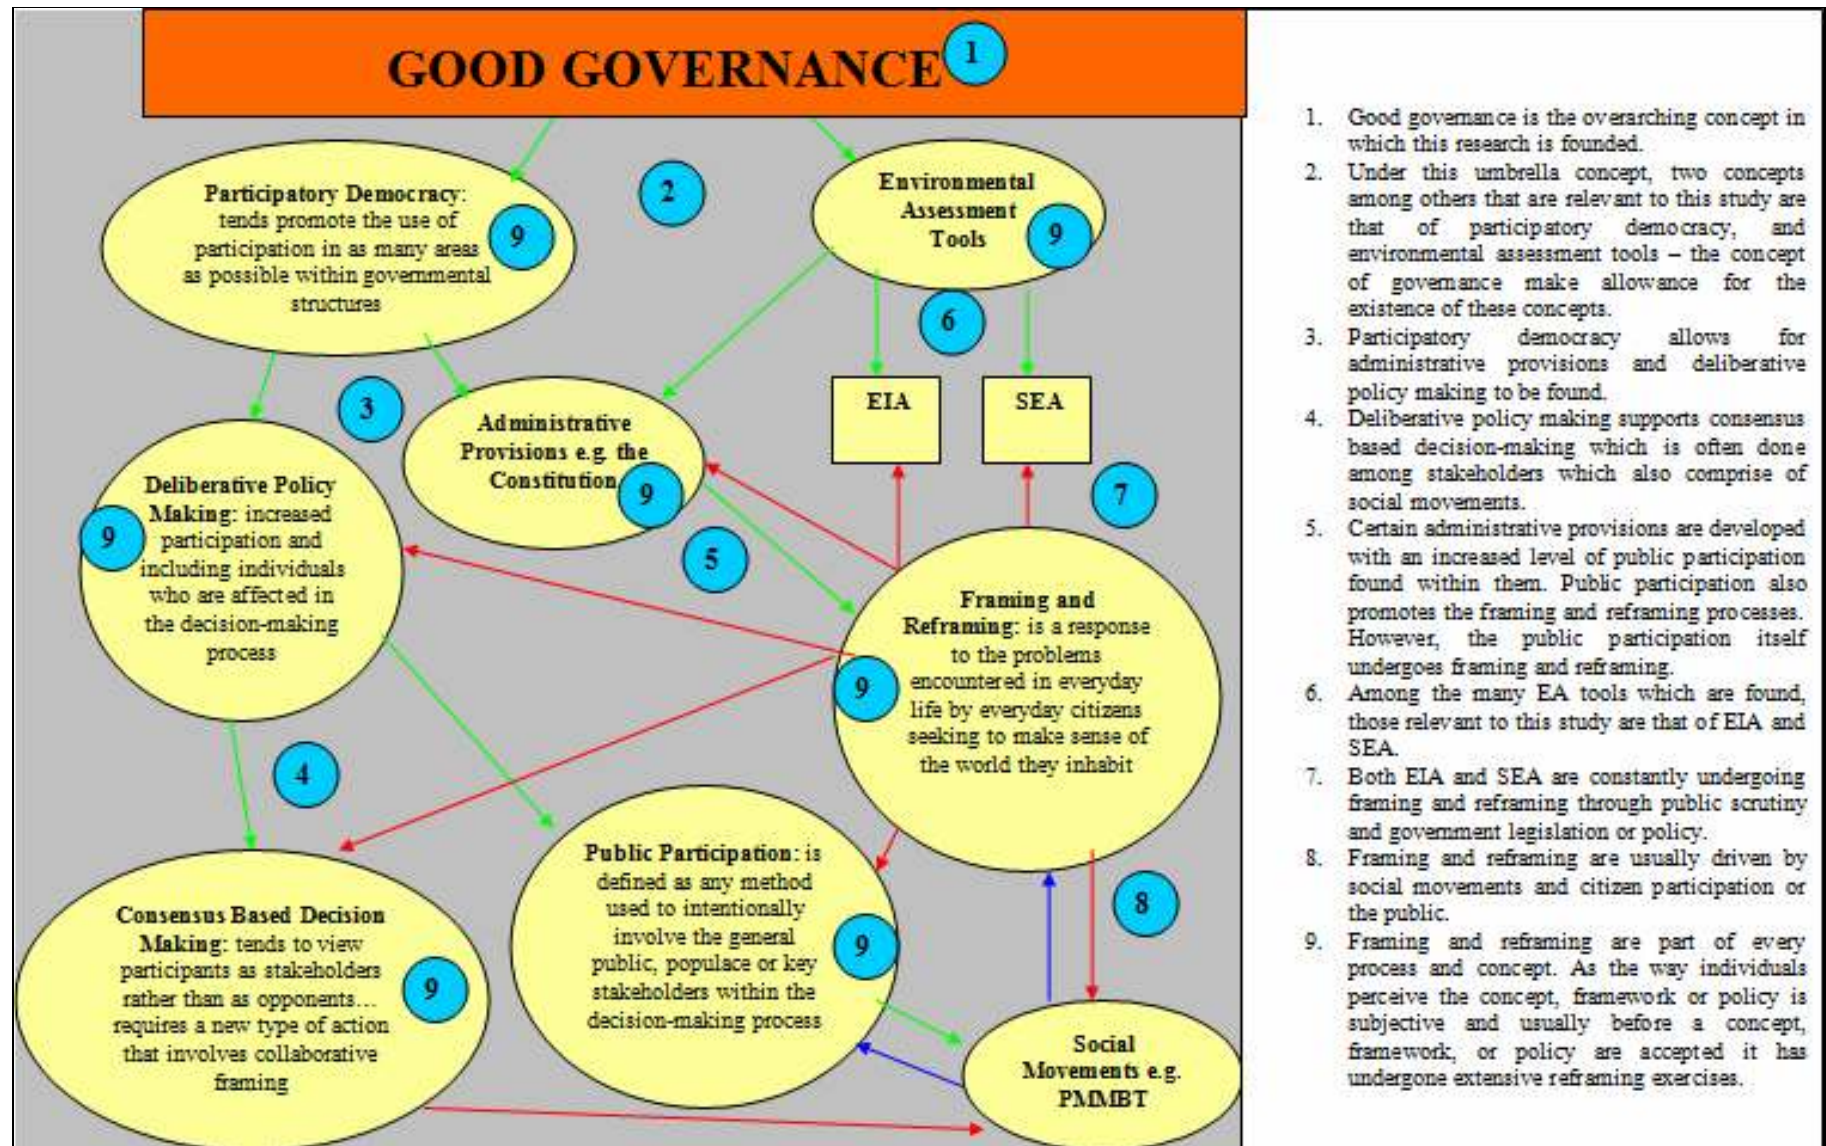 GOOD GOVERNANCE
1
Participatory Democracy:
tends promote the use of
participation in as many areas
as possible within governmental
structures
9
2
Environmental
Assessment
Tools
9
6
3
Administrative
Provisions e.g. the
Constitution
9
EIA
SEA
7
Deliberative Policy
Making: increased
participation and
including individuals
who are affected in
the decision-making
process
9
5
Framing and
Reframing: is a response
to the problems
encountered in everyday
life by everyday citizens
seeking to make sense of
the world they inhabit
9
4
Public Participation: is
defined as any method
used to intentionally
involve the general
public, populace or key
stakeholders within the
decision-making process
9
8
Consensus Based Decision
Making: tends to view
participants as stakeholders
rather than as opponents…
requires a new type of action
that involves collaborative
framing
9
Social
Movements e.g.
PMMBT
1. Good governance is the overarching concept in
which this research is founded.
2. Under this umbrella concept, two concepts
among others that are relevant to this study are
that of participatory democracy, and
environmental assessment tools – the concept
of governance make allowance for the
existence of these concepts.
3. Participatory democracy allows for
administrative provisions and deliberative
policy making to be found.
4. Deliberative policy making supports consensus
based decision-making which is often done
among stakeholders which also comprise of
social movements.
5. Certain administrative provisions are developed
with an increased level of public participation
found within them. Public participation also
promotes the framing and reframing processes.
However, the public participation itself
undergoes framing and reframing.
6. Among the many EA tools which are found,
those relevant to this study are that of EIA and
SEA.
7. Both EIA and SEA are constantly undergoing
framing and reframing through public scrutiny
and government legislation or policy.
8. Framing and reframing are usually driven by
social movements and citizen participation or
the public.
9. Framing and reframing are part of every
process and concept. As the way individuals
perceive the concept, framework or policy is
subjective and usually before a concept,
framework, or policy are accepted it has
undergone extensive reframing exercises.